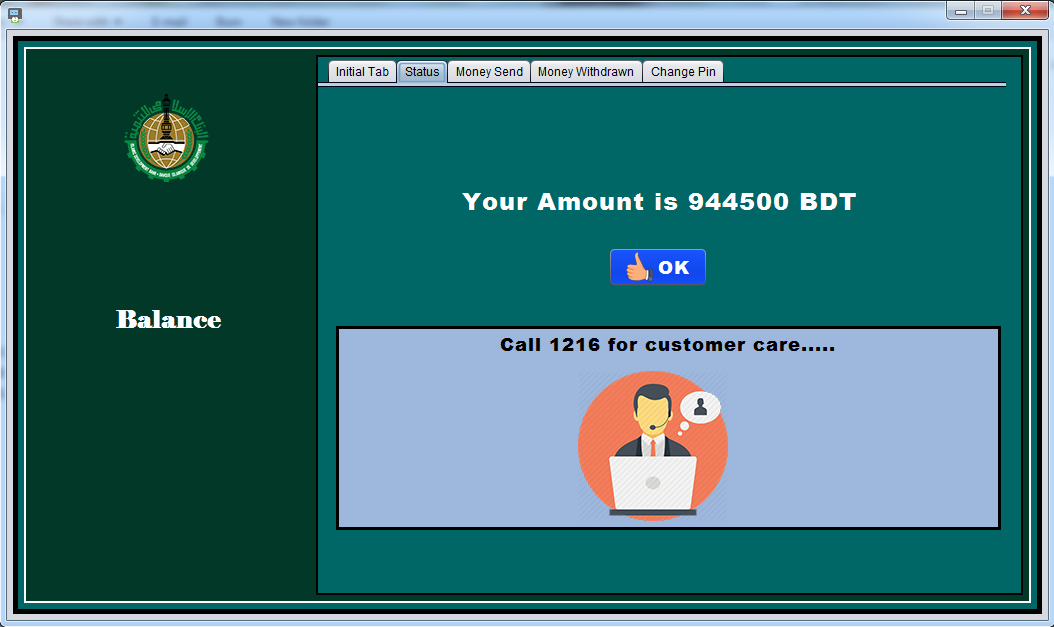 Initial Tab
Status
Money Send
Money Withdrawn
Change Pin
Balance
Your Amount is 944500 BDT
OK
Call 1216 for customer care.....